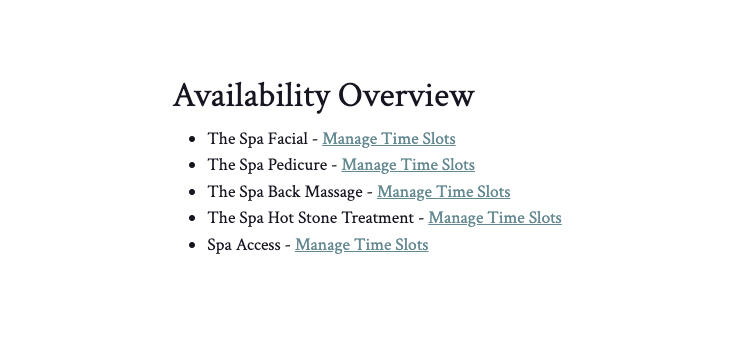 Availability Overview
The Spa Facial - Manage Time Slots
The Spa Pedicure - Manage Time Slots
The Spa Back Massage - Manage Time Slots
The Spa Hot Stone Treatment - Manage Time Slots
Spa Access - Manage Time Slots